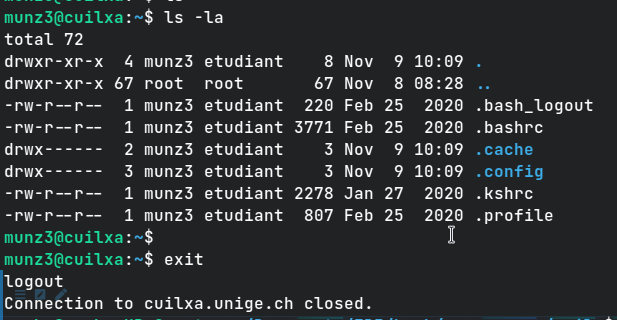 munz3@cuilxa:~$ ls -la
total 72
drwxr-xr-x  4 munz3 etudiant    8 Nov  9 10:09 .
drwxr-xr-x 67 root  root       67 Nov  8 08:28 ..
-rw-r--r--  1 munz3 etudiant  220 Feb 25  2020 .bash_logout
-rw-r--r--  1 munz3 etudiant 3771 Feb 25  2020 .bashrc
drwx------  2 munz3 etudiant    3 Nov  9 10:09 .cache
drwx------  3 munz3 etudiant    3 Nov  9 10:09 .config
-rw-r--r--  1 munz3 etudiant 2278 Jan 27  2020 .kshrc
-rw-r--r--  1 munz3 etudiant  807 Feb 25  2020 .profile
munz3@cuilxa:~$
munz3@cuilxa:~$ exit
logout
Connection to cuilxa.unige.ch closed.